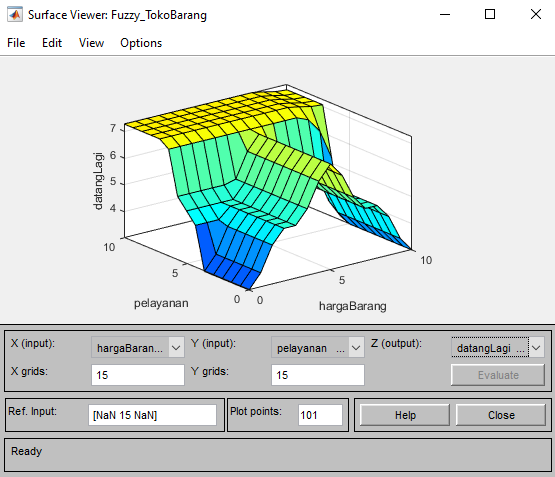 Surface Viewer: Fuzzy_TokoBarang
File Edit View Options
7
6
5
4
datangLagi
10
5
0
pelayanan
0
5
10
hargaBarang
X (input): hargaBaran... Y (input): pelayanan ... Z (output): datangLagi ...
X grids: 15 Y grids: 15 Evaluate
Ref. Input: [NaN 15 NaN] Plot points: 101 Help Close
Ready